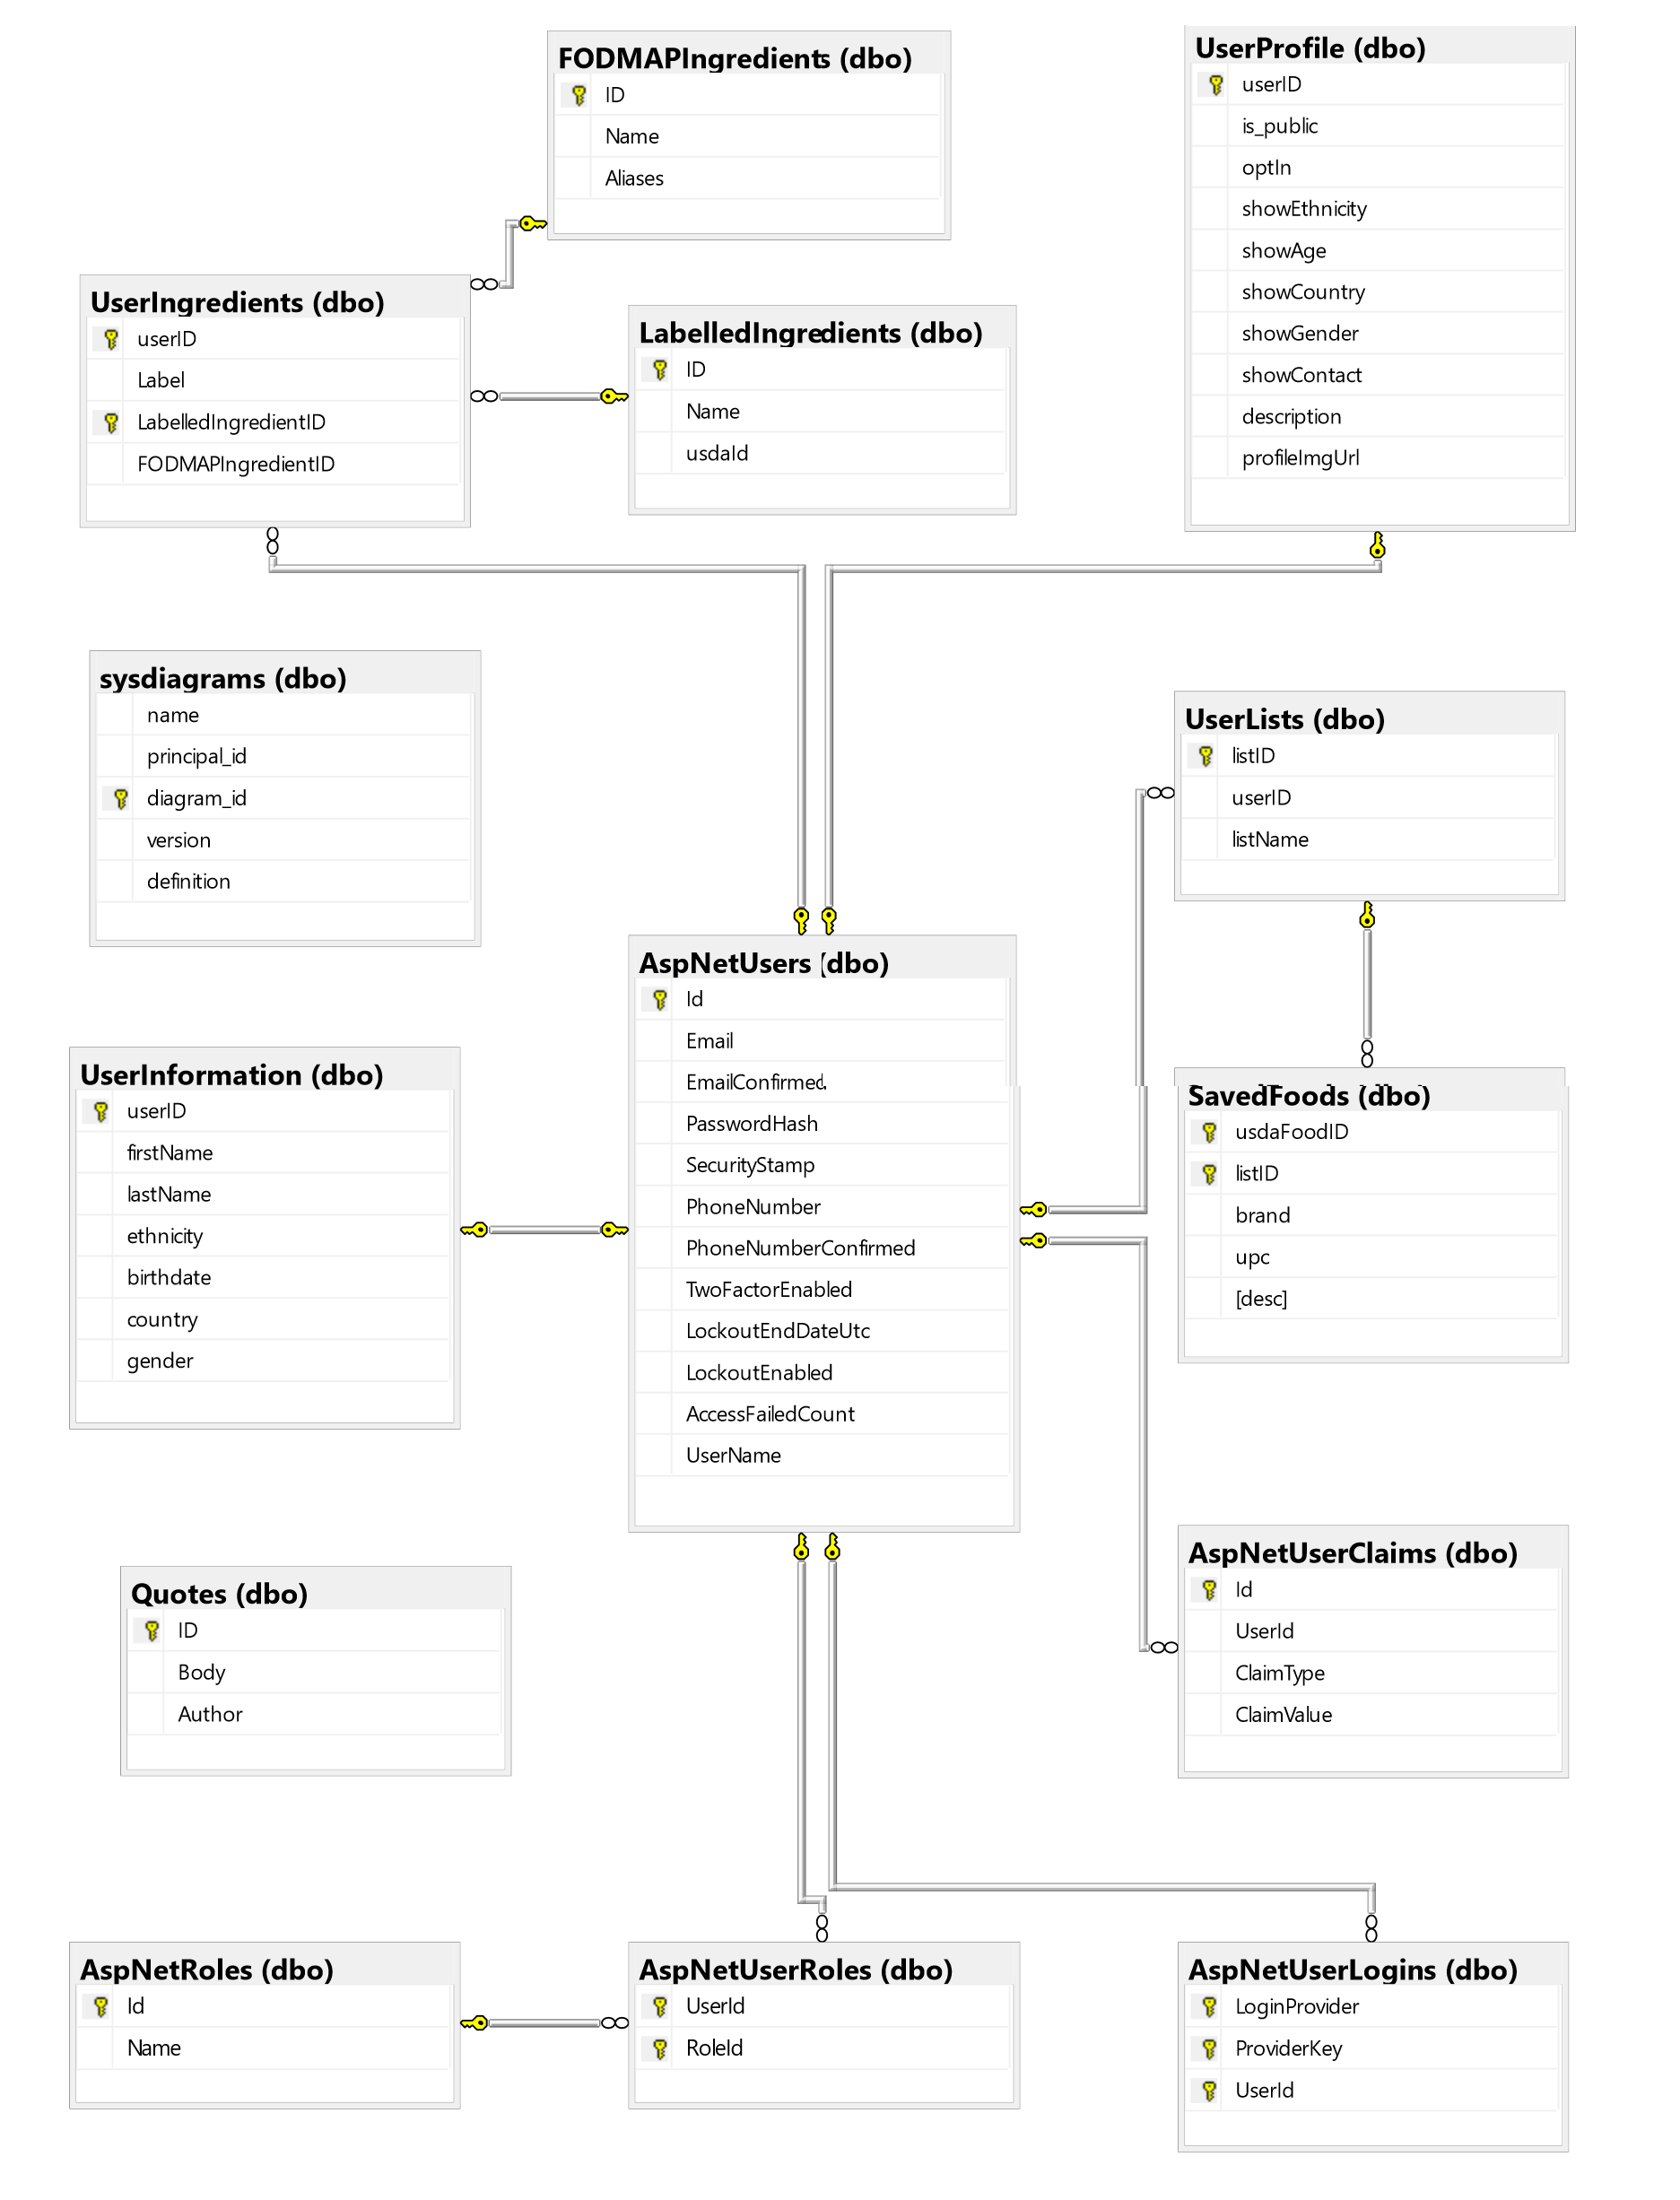 FODMAPIngredients (dbo)
ID
Name
Aliases
UserProfile (dbo)
userID
is_public
optIn
showEthnicity
showAge
showCountry
showGender
showContact
description
profileImgUrl
UserIngredients (dbo)
userID
Label
LabelledIngredientID
FODMAPIngredientID
LabelledIngredients (dbo)
ID
Name
usdaId
sysdiagrams (dbo)
name
principal_id
diagram_id
version
definition
UserLists (dbo)
listID
userID
listName
AspNetUsers (dbo)
Id
Email
EmailConfirmed
PasswordHash
SecurityStamp
PhoneNumber
PhoneNumberConfirmed
TwoFactorEnabled
LockoutEndDateUtc
LockoutEnabled
AccessFailedCount
UserName
UserInformation (dbo)
userID
firstName
lastName
ethnicity
birthdate
country
gender
SavedFoods (dbo)
usdaFoodID
listID
brand
upc
[desc]
Quotes (dbo)
ID
Body
Author
AspNetUserClaims (dbo)
Id
UserId
ClaimType
ClaimValue
AspNetRoles (dbo)
Id
Name
AspNetUserRoles (dbo)
UserId
RoleId
AspNetUserLogins (dbo)
LoginProvider
ProviderKey
UserId